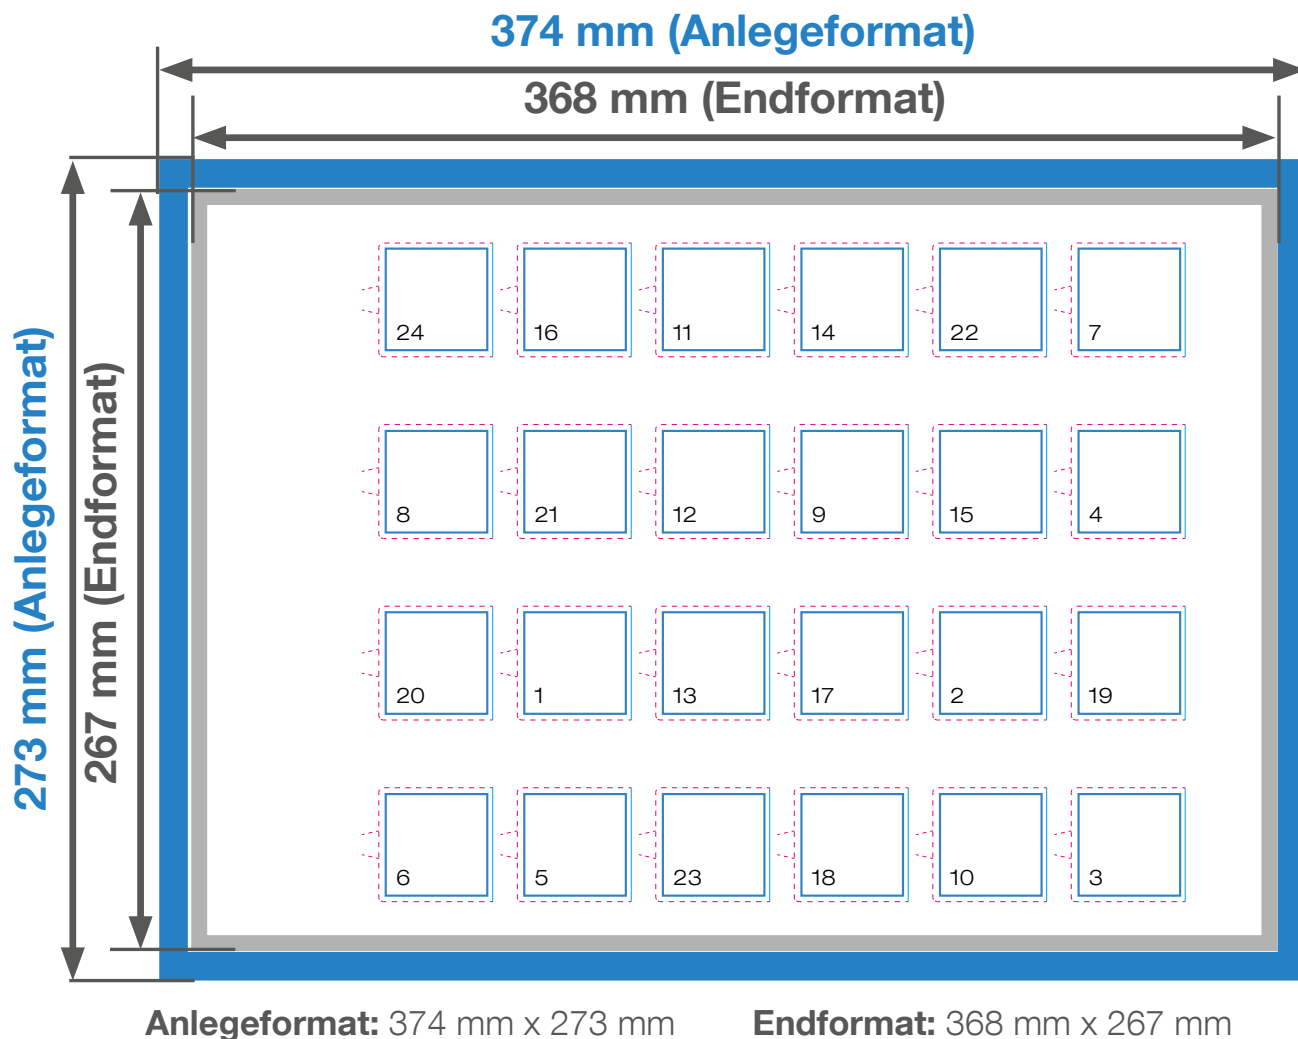 374 mm (Anlegeformat)
368 mm (Endformat)
273 mm (Anlegeformat)
267 mm (Endformat)
24 16 11 14 22 7
8 21 12 9 15 4
20 1 13 17 2 19
6 5 23 18 10 3
Anlegeformat: 374 mm x 273 mm Endformat: 368 mm x 267 mm